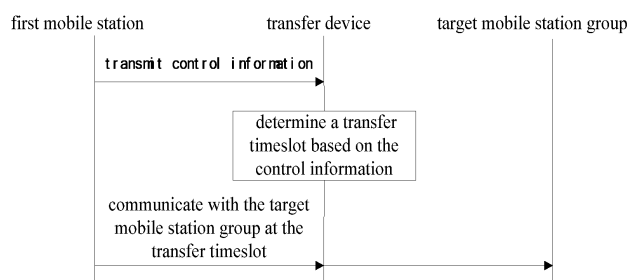 first mobile station
transfer device
target mobile station group
transmit control information
determine a transfer
timeslot based on the
control information
communicate with the target
mobile station group at the
transfer timeslot